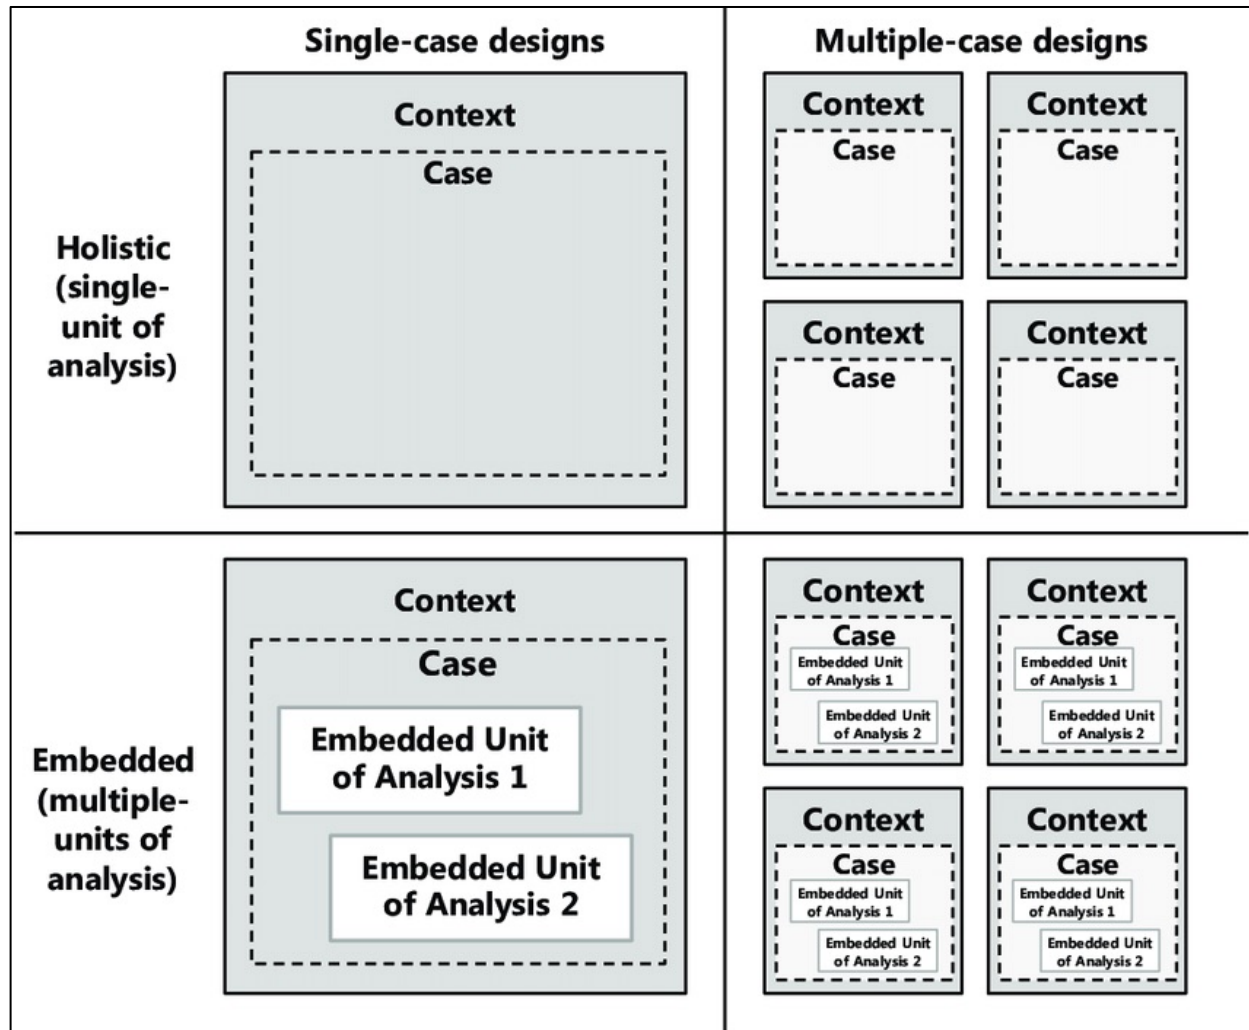 Single-case designs
Multiple-case designs
Holistic
(single-
unit of
analysis)
Context
Case
Context
Case
Context
Case
Context
Case
Context
Case
Embedded
(multiple-
units of
analysis)
Context
Case
Embedded Unit
of Analysis 1
Embedded Unit
of Analysis 2
Context
Case
Embedded Unit
of Analysis 1
Embedded Unit
of Analysis 2
Context
Case
Embedded Unit
of Analysis 1
Embedded Unit
of Analysis 2
Context
Case
Embedded Unit
of Analysis 1
Embedded Unit
of Analysis 2
Context
Case
Embedded Unit
of Analysis 1
Embedded Unit
of Analysis 2